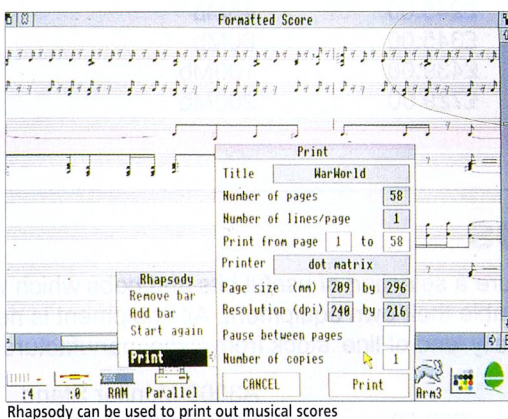 Formatted Score
Print
Title WarWorld
Number of pages 58
Number of lines/page 1
Print from page 1 to 58
Printer dot matrix
Page size (mm) 209 by 296
Resolution (dpi) 240 by 216
Pause between pages
Number of copies 1
CANCEL Print
Rhapsody
Remove bar
Add bar
Start again
Print
:4 :0 RAM Parallel Arm3
Rhapsody can be used to print out musical scores